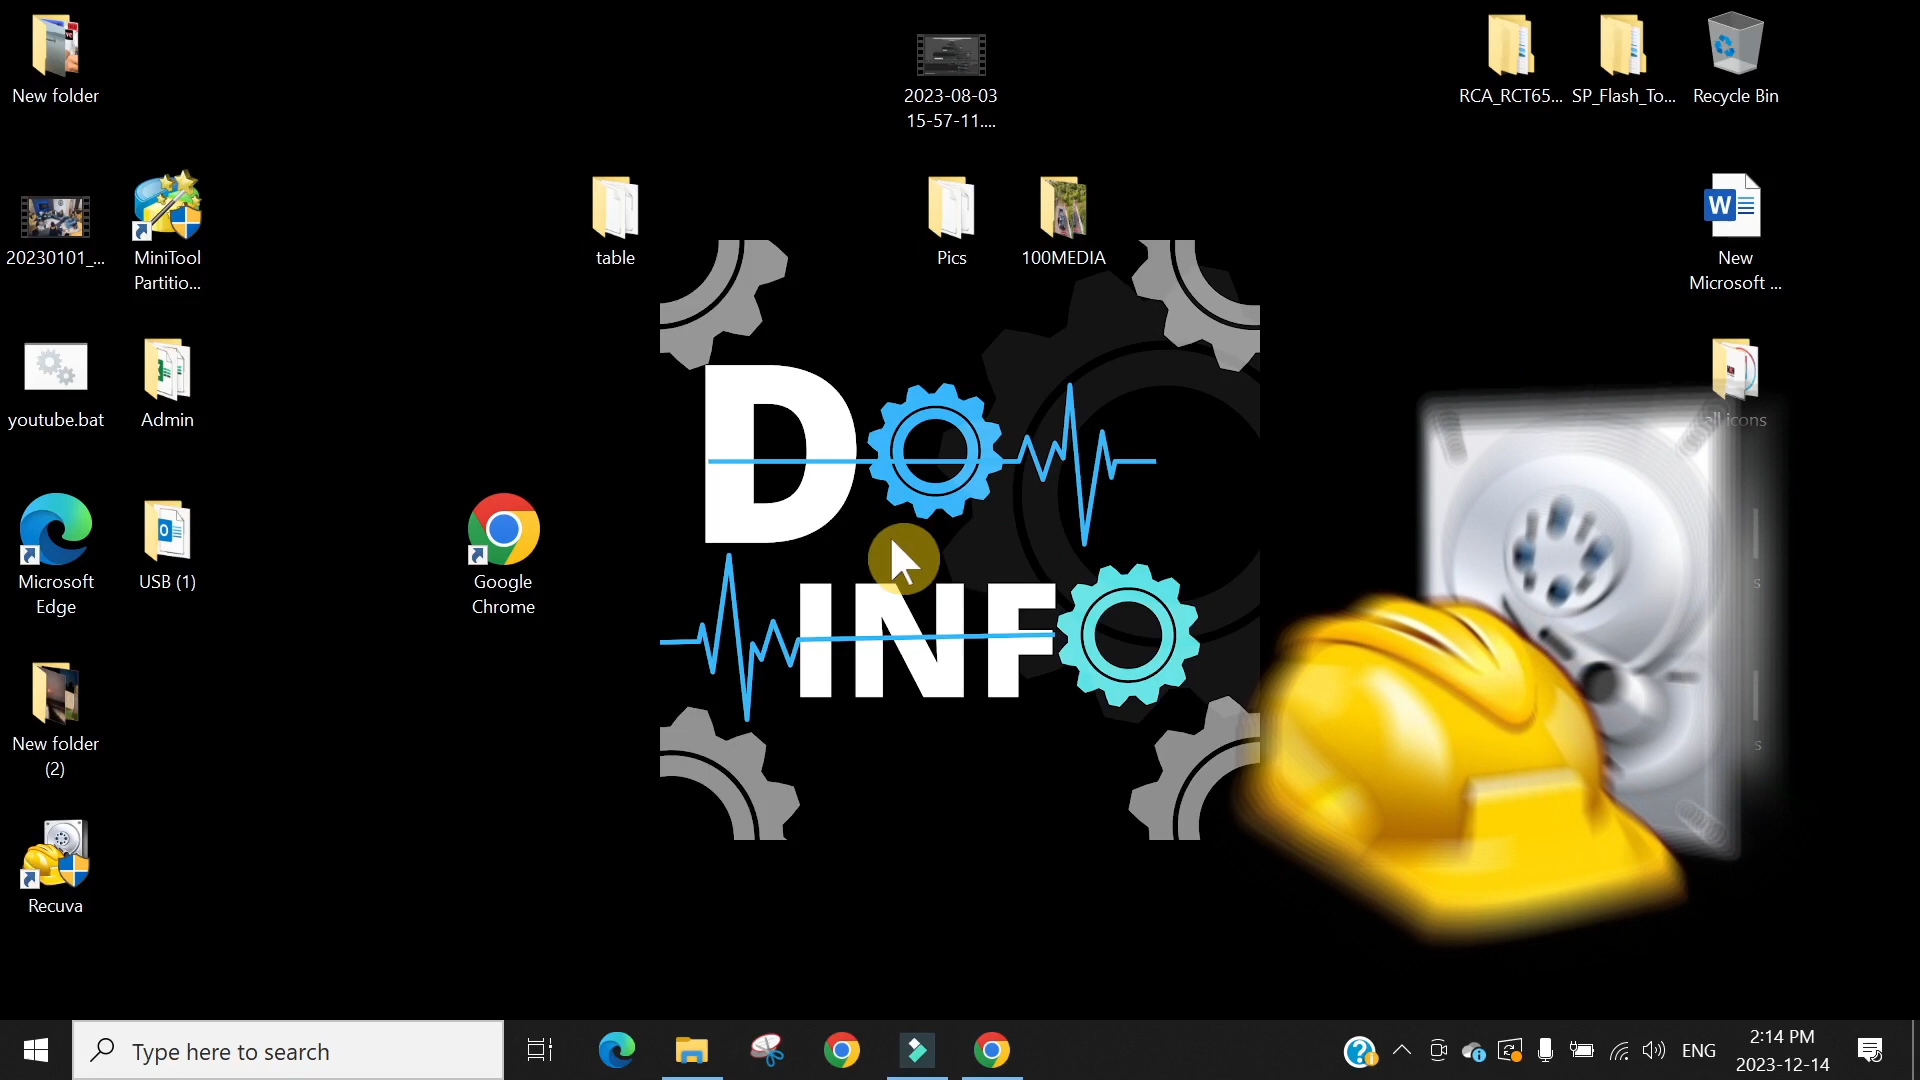 New folder
2023-08-03
15-57-11....
RCA_RCT65...
SP_Flash_To...
Recycle Bin
20230101_...
MiniTool
Partitio...
table
Pics
100MEDIA
New
Microsoft ...
youtube.bat
Admin
all icons
Microsoft
Edge
USB (1)
Google
Chrome
s
New folder
(2)
s
Recuva
DO
INFO
Type here to search
ENG
2:14 PM
2023-12-14